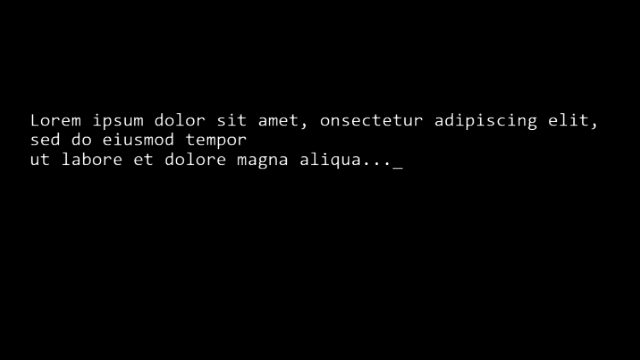 Lorem ipsum dolor sit amet, onsectetur adipiscing elit,
sed do eiusmod tempor
ut labore et dolore magna aliqua..._